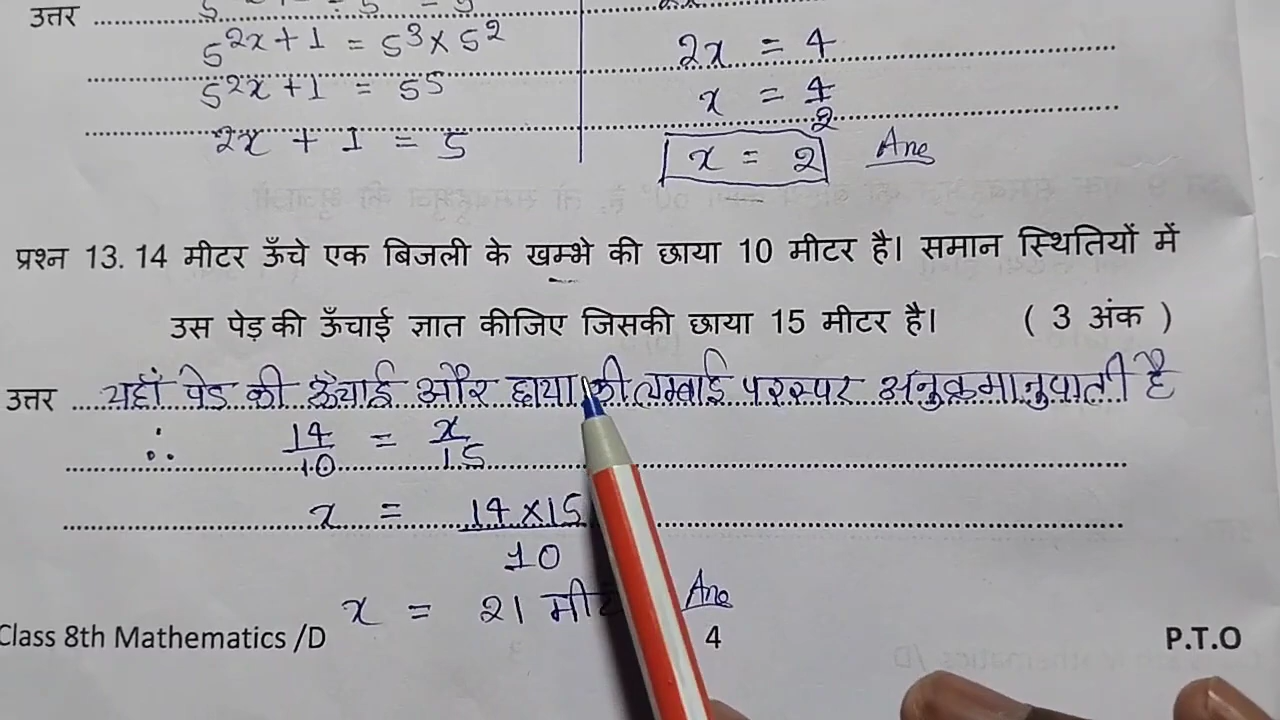 उत्तर
5^2x+1 = 5^3 × 5^2
5^2x+1 = 5^5
2x + 1 = 5
2x = 4
x = 4/2
x = 2 Ans
प्रश्न 13. 14 मीटर ऊँचे एक बिजली के खम्भे की छाया 10 मीटर है। समान स्थितियों में
उस पेड़ की ऊँचाई ज्ञात कीजिए जिसकी छाया 15 मीटर है। ( 3 अंक )
उत्तर यहाँ पेड की ऊँचाई और छाया की लम्बाई परस्पर अनुक्रमानुपाती है
∴ 14/10 = x/15
x = 14×15/10
x = 21 Ans
Class 8th Mathematics /D 4 P.T.O